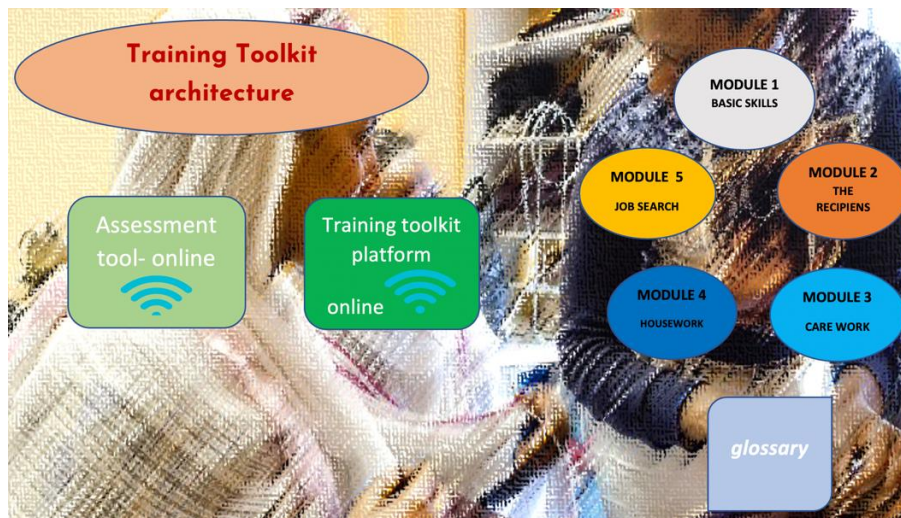 Training Toolkit
architecture
Assessment
tool- online
Training toolkit
platform
online
MODULE 1
BASIC SKILLS
MODULE 2
THE
RECIPIENS
MODULE 3
CARE WORK
MODULE 4
HOUSEWORK
MODULE 5
JOB SEARCH
glossary